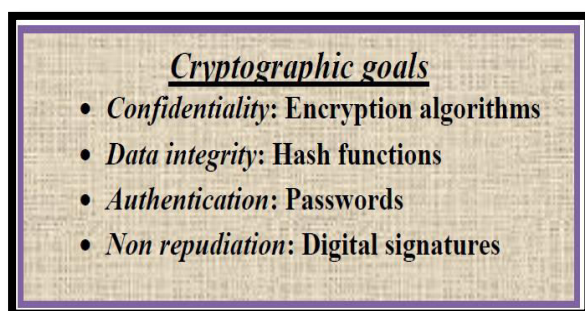 Cryptographic goals
• Confidentiality: Encryption algorithms
• Data integrity: Hash functions
• Authentication: Passwords
• Non repudiation: Digital signatures